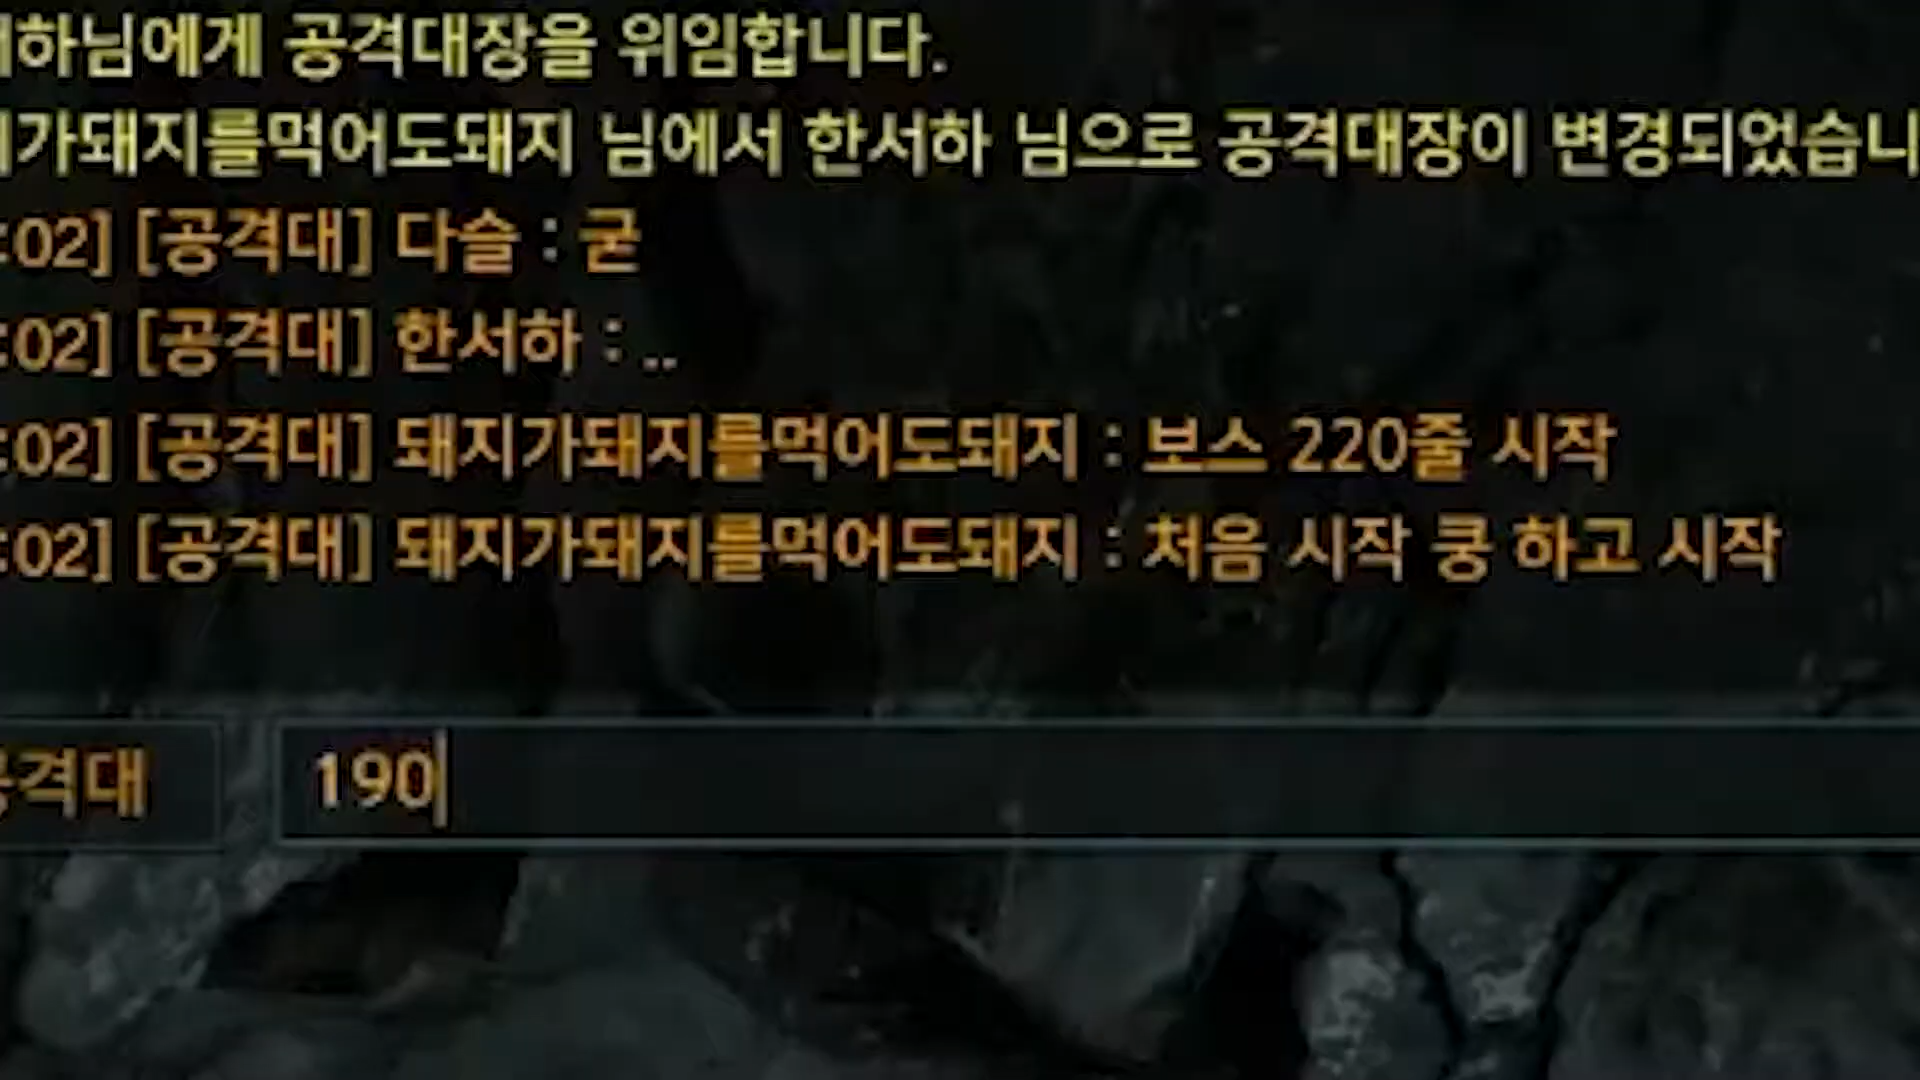 하님에게 공격대장을 위임합니다.
가돼지를먹어도돼지 님에서 한서하 님으로 공격대장이 변경되었습니
:02] [공격대] 다슬 : 굳
:02] [공격대] 한서하 : ..
:02] [공격대] 돼지가돼지를먹어도돼지 : 보스 220줄 시작
:02] [공격대] 돼지가돼지를먹어도돼지 : 처음 시작 쿵 하고 시작
공격대 190